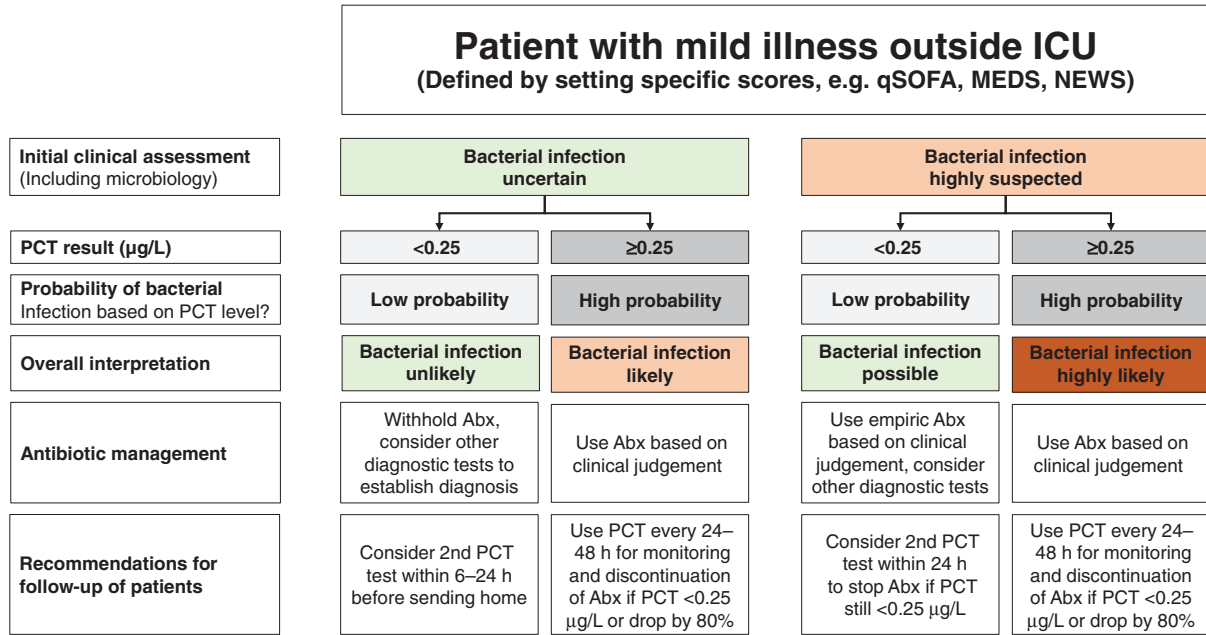 Patient with mild illness outside ICU
(Defined by setting specific scores, e.g. qSOFA, MEDS, NEWS)
Initial clinical assessment
(Including microbiology)
Bacterial infection
uncertain
Bacterial infection
highly suspected
PCT result (µg/L)
<0.25
≥0.25
<0.25
≥0.25
Probability of bacterial
Infection based on PCT level?
Low probability
High probability
Low probability
High probability
Overall interpretation
Bacterial infection
unlikely
Bacterial infection
likely
Bacterial infection
possible
Bacterial infection
highly likely
Antibiotic management
Withhold Abx,
consider other
diagnostic tests to
establish diagnosis
Use Abx based on
clinical judgement
Use empiric Abx
based on clinical
judgement, consider
other diagnostic tests
Use Abx based on
clinical judgement
Recommendations for
follow-up of patients
Consider 2nd PCT
test within 6–24 h
before sending home
Use PCT every 24–
48 h for monitoring
and discontinuation
of Abx if PCT <0.25
µg/L or drop by 80%
Consider 2nd PCT
test within 24 h
to stop Abx if PCT
still <0.25 µg/L
Use PCT every 24–
48 h for monitoring
and discontinuation
of Abx if PCT <0.25
µg/L or drop by 80%